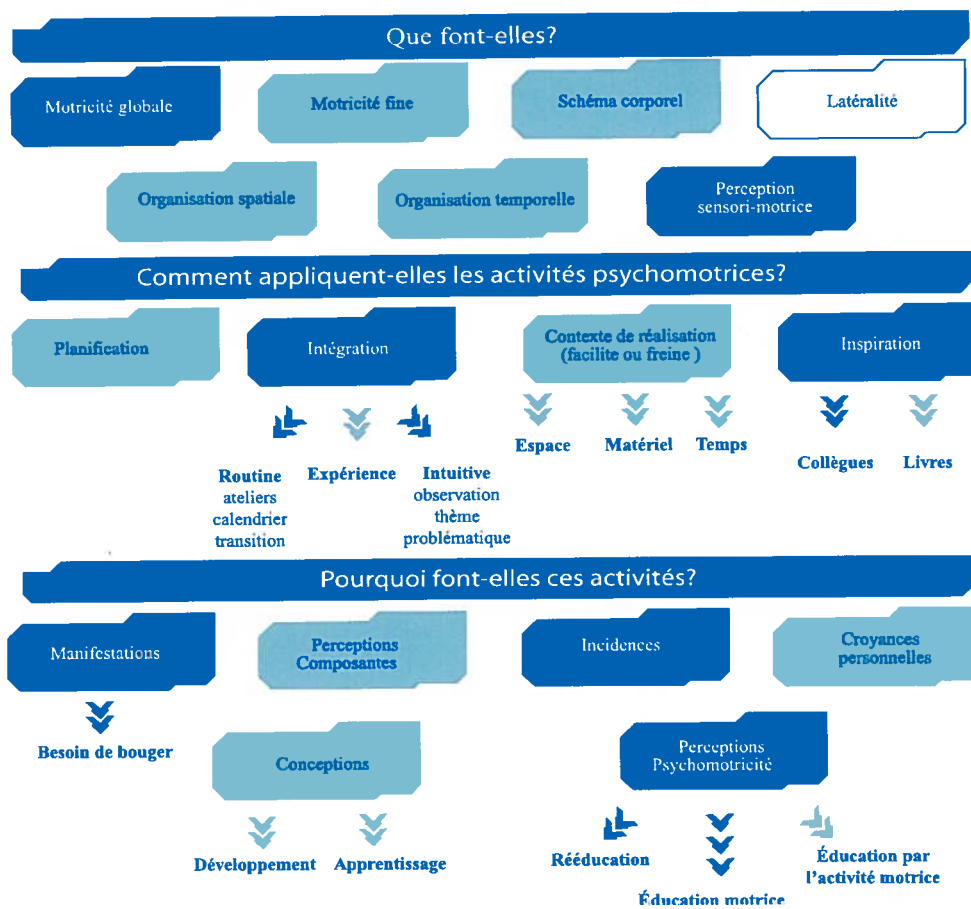 Que font-elles?
Motricité globale
Motricité fine
Schéma corporel
Latéralité
Organisation spatiale
Organisation temporelle
Perception
sensori-motrice
Comment appliquent-elles les activités psychomotrices?
Planification
Intégration
Contexte de réalisation
(facilite ou freine )
Inspiration
Espace
Matériel
Temps
Collègues
Livres
Routine
ateliers
calendrier
transition
Expérience
Intuitive
observation
thème
problématique
Pourquoi font-elles ces activités?
Manifestations
Perceptions
Composantes
Incidences
Croyances
personnelles
Besoin de bouger
Conceptions
Perceptions
Psychomotricité
Développement
Apprentissage
Rééducation
Éducation motrice
Éducation par
l'activité motrice